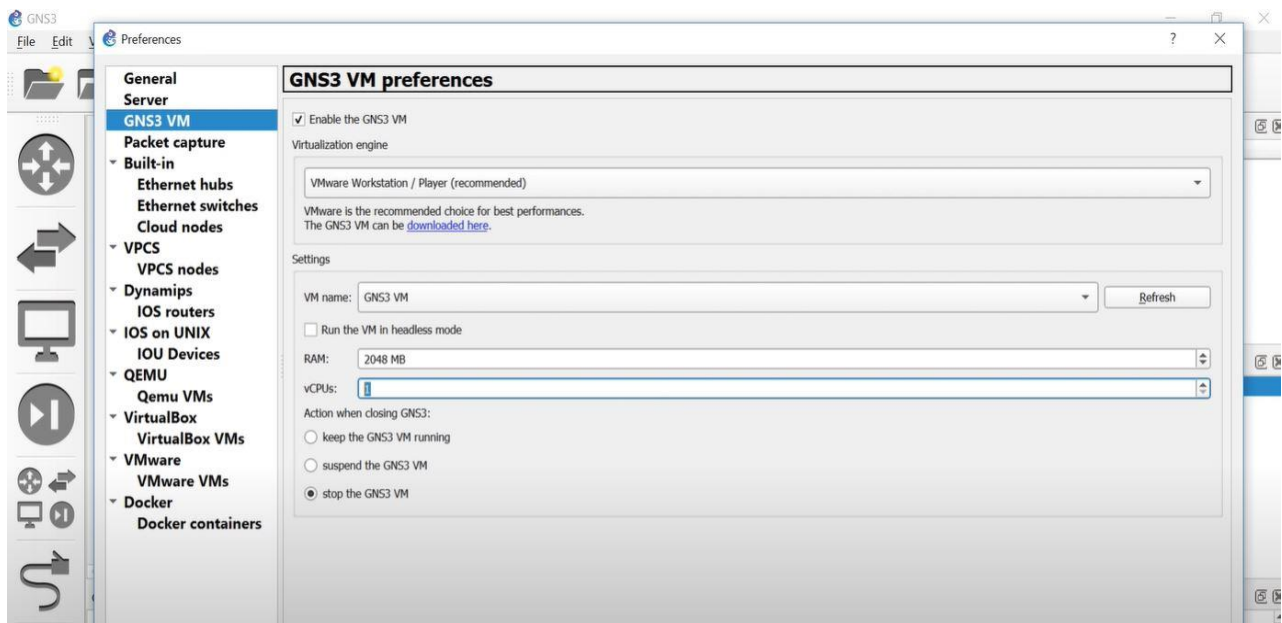 GNS3
File Edit V
Preferences
? 
General
Server
GNS3 VM
Packet capture
Built-in
Ethernet hubs
Ethernet switches
Cloud nodes
VPCS
VPCS nodes
Dynamips
IOS routers
IOS on UNIX
IOU Devices
QEMU
Qemu VMs
VirtualBox
VirtualBox VMs
VMware
VMware VMs
Docker
Docker containers
GNS3 VM preferences
Enable the GNS3 VM
Virtualization engine
VMware Workstation / Player (recommended)
VMware is the recommended choice for best performances.
The GNS3 VM can be downloaded here.
Settings
VM name: GNS3 VM Refresh
Run the VM in headless mode
RAM: 2048 MB
vCPUs: 1
Action when closing GNS3:
keep the GNS3 VM running
suspend the GNS3 VM
stop the GNS3 VM